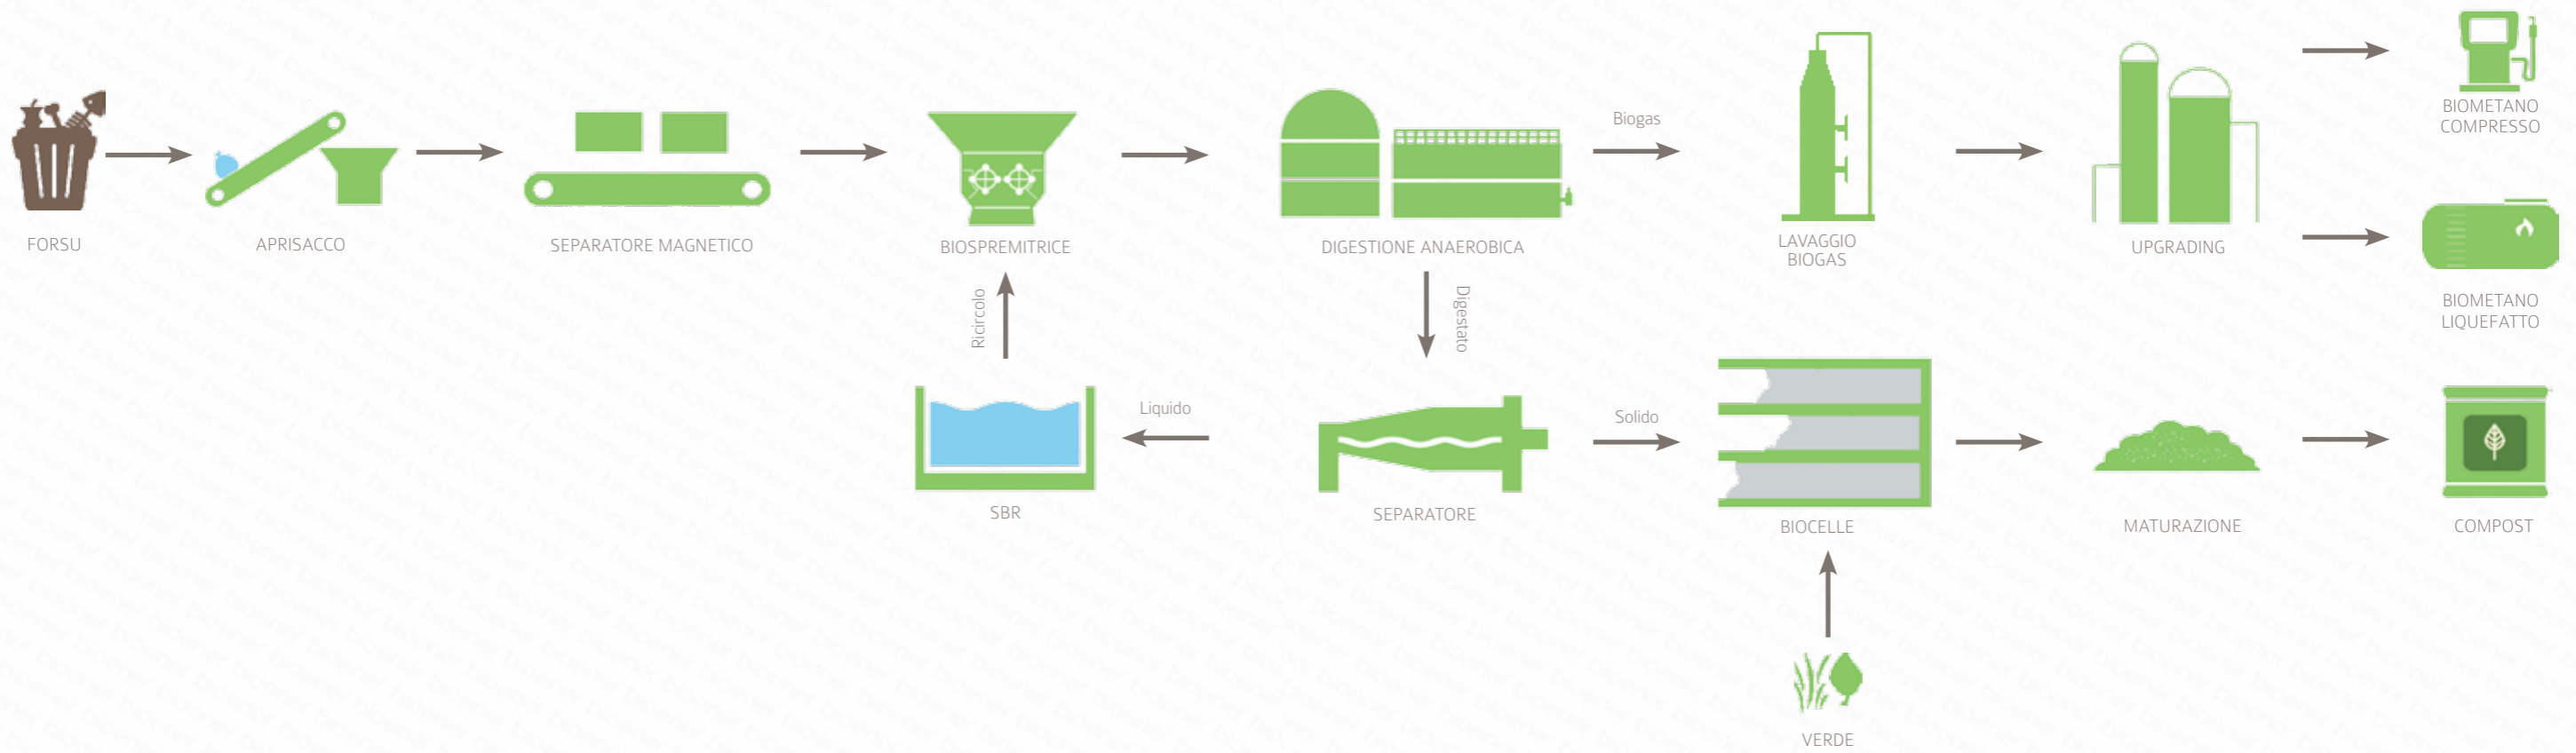 FORSU
APRISACCO
SEPARATORE MAGNETICO
BIOSPREMITRICE
DIGESTIONE ANAEROBICA
Biogas
LAVAGGIO
BIOGAS
UPGRADING
BIOMETANO
COMPRESSO
BIOMETANO
LIQUEFATTO
Ricircolo
Digestato
SBR
Liquido
SEPARATORE
Solido
BIOCELLE
MATURAZIONE
COMPOST
VERDE